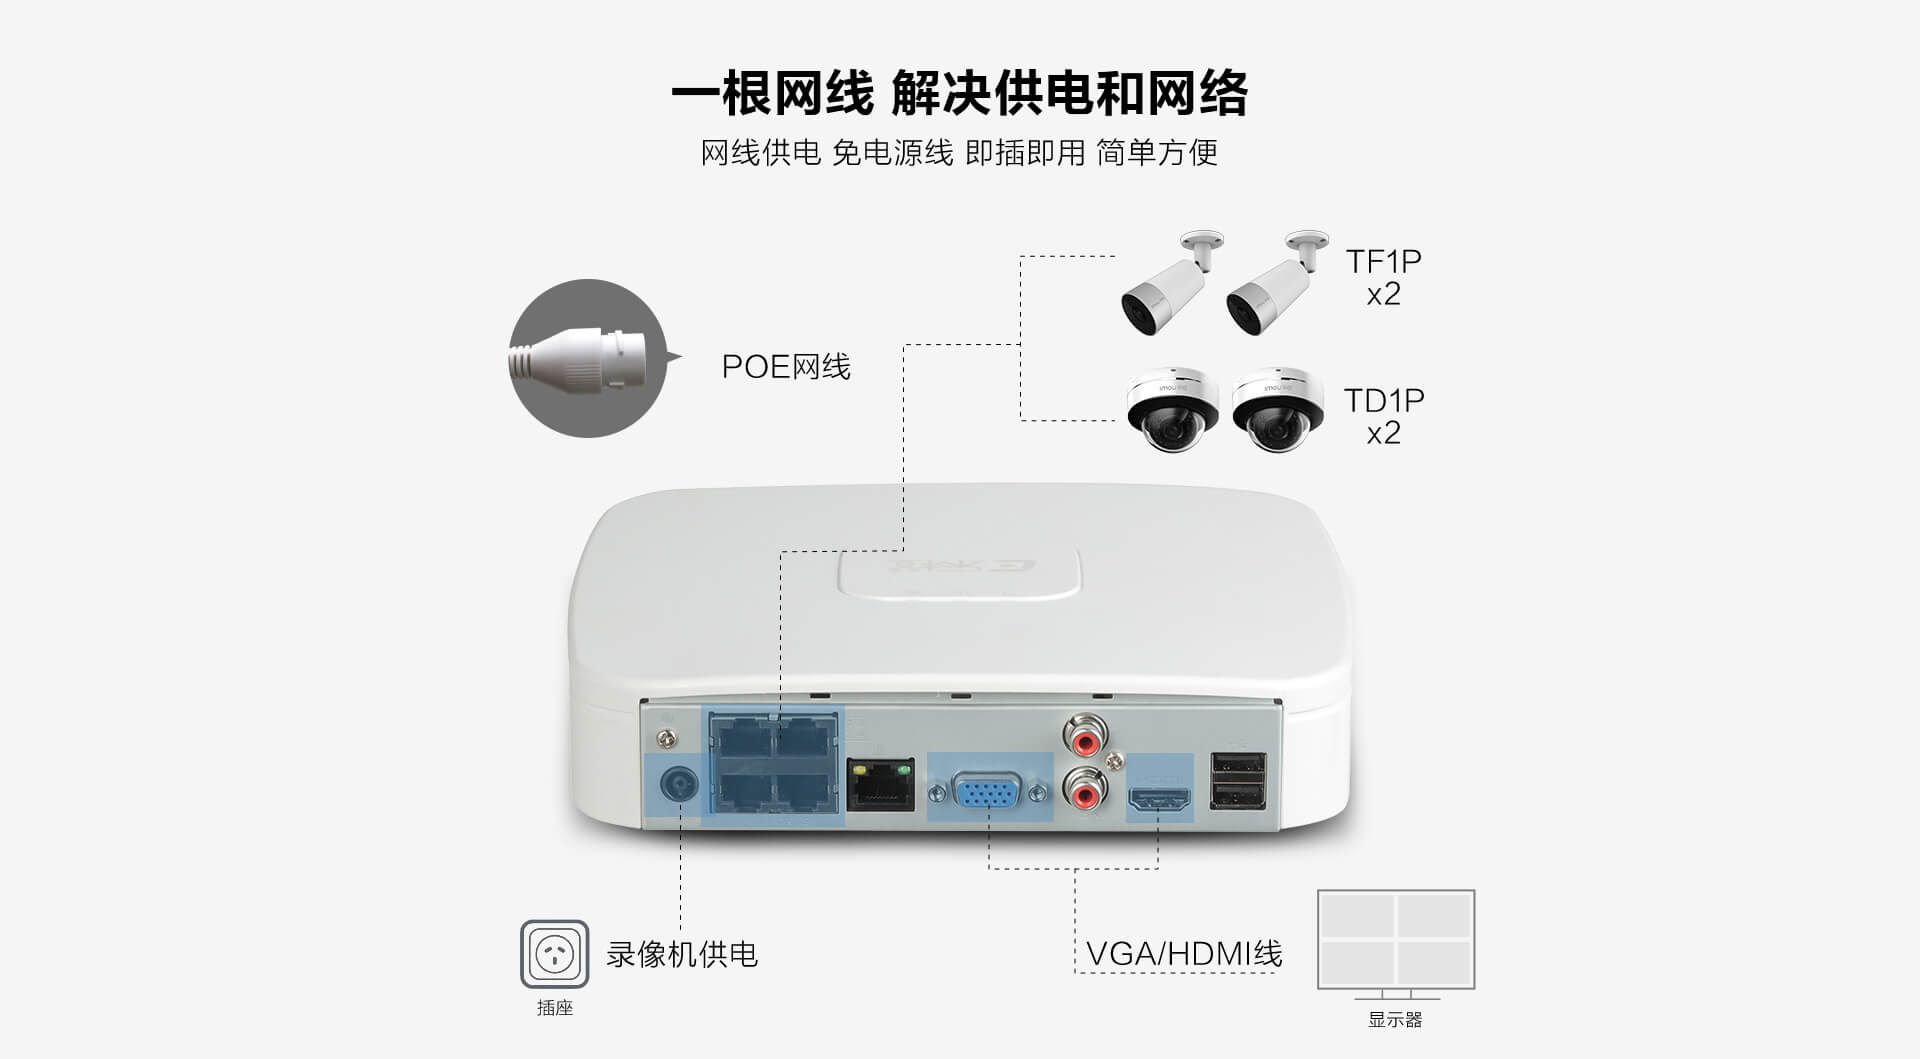 一根网线 解决供电和网络
网线供电 免电源线 即插即用 简单方便
TF1P
x2
POE网线
imou
imou
TD1P
x2
录像机供电
插座
VGA/HDMI线
显示器